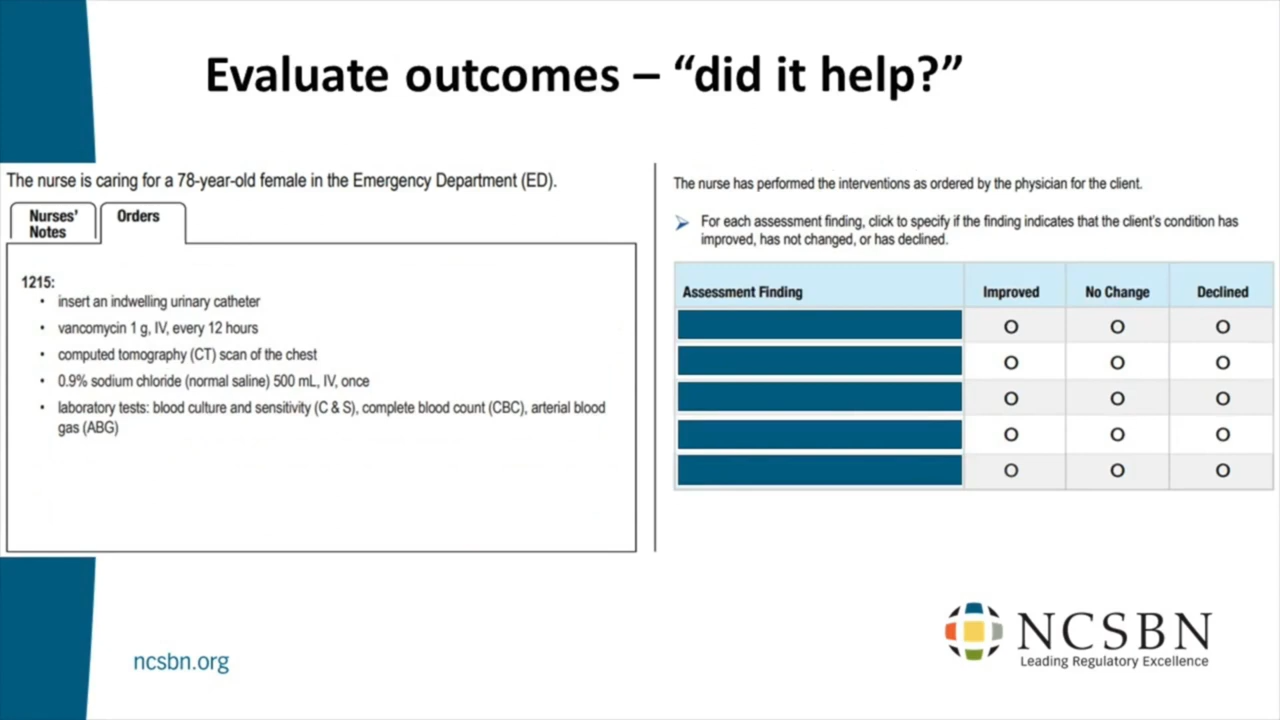 Evaluate outcomes – “did it help?”
The nurse is caring for a 78-year-old female in the Emergency Department (ED).
Nurses’
Notes
Orders
1215:
• insert an indwelling urinary catheter
• vancomycin 1 g, IV, every 12 hours
• computed tomography (CT) scan of the chest
• 0.9% sodium chloride (normal saline) 500 mL, IV, once
• laboratory tests: blood culture and sensitivity (C & S), complete blood count (CBC), arterial blood
gas (ABG)
The nurse has performed the interventions as ordered by the physician for the client.
For each assessment finding, click to specify if the finding indicates that the client’s condition has
improved, has not changed, or has declined.
Assessment Finding Improved No Change Declined
ncsbn.org
NCSBN
Leading Regulatory Excellence